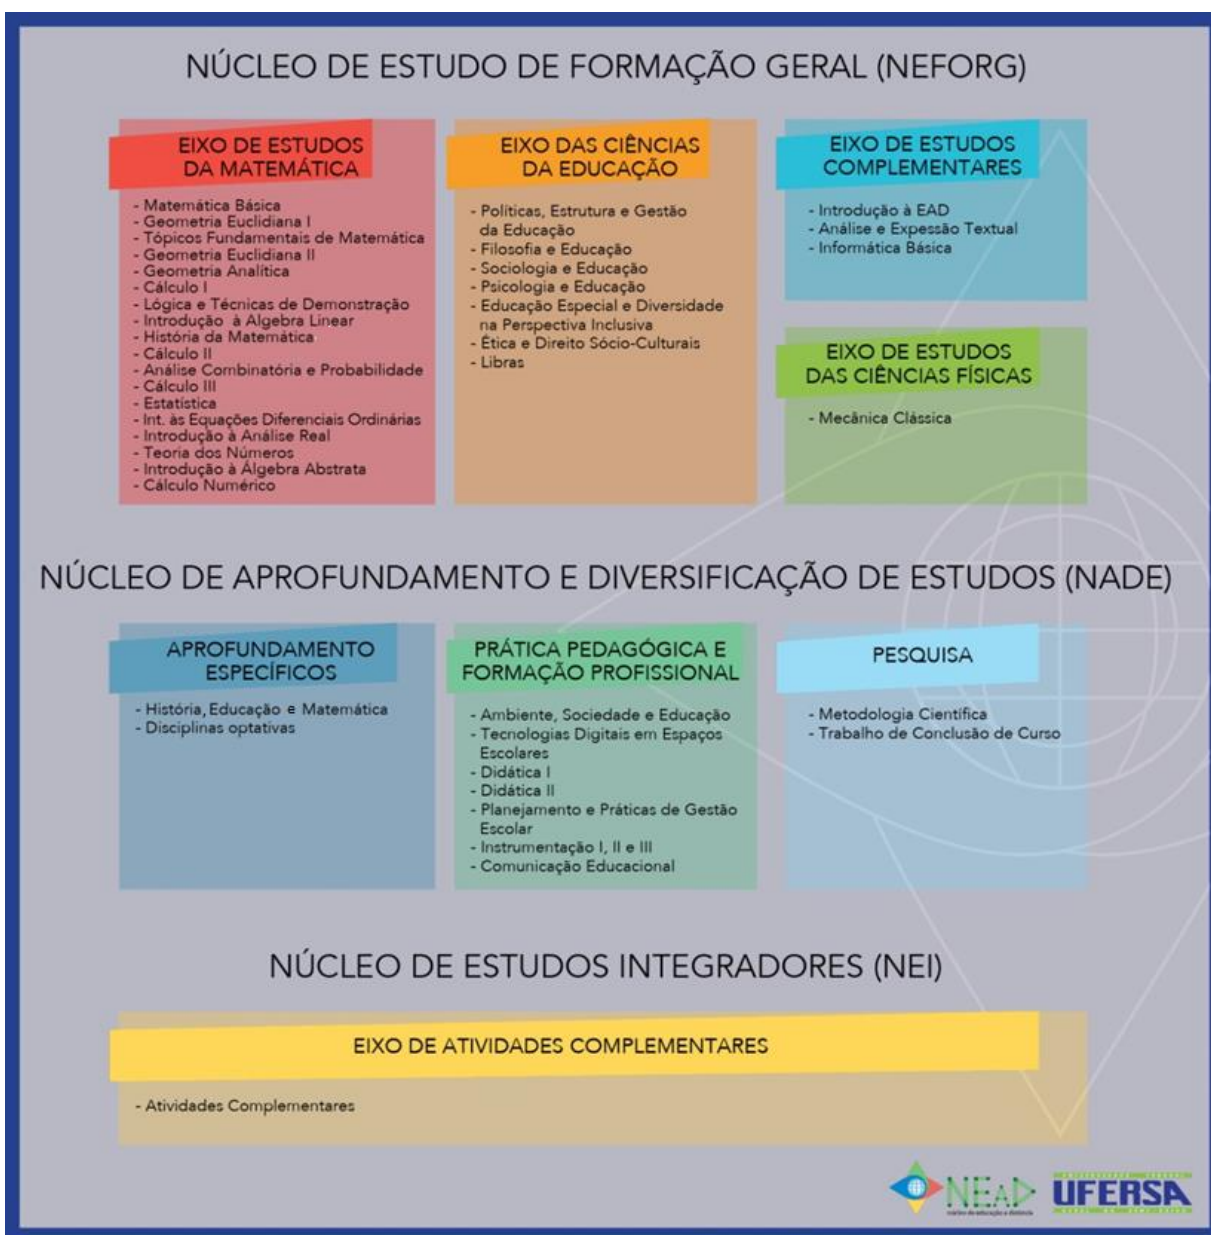 NÚCLEO DE ESTUDO DE FORMAÇÃO GERAL (NEFORG)
EIXO DE ESTUDOS
DA MATEMÁTICA
- Matemática Básica
- Geometria Euclidiana I
- Tópicos Fundamentais de Matemática
- Geometria Euclidiana II
- Geometria Analítica
- Cálculo I
- Lógica e Técnicas de Demonstração
- Introdução à Algebra Linear
- História da Matemática
- Cálculo II
- Análise Combinatória e Probabilidade
- Cálculo III
- Estatística
- Int. às Equações Diferenciais Ordinárias
- Introdução à Análise Real
- Teoria dos Números
- Introdução à Álgebra Abstrata
- Cálculo Numérico
EIXO DAS CIÊNCIAS
DA EDUCAÇÃO
- Políticas, Estrutura e Gestão
da Educação
- Filosofia e Educação
- Sociologia e Educação
- Psicologia e Educação
- Educação Especial e Diversidade
na Perspectiva Inclusiva
- Ética e Direito Sócio-Culturais
- Libras
EIXO DE ESTUDOS
COMPLEMENTARES
- Introdução à EAD
- Análise e Expessão Textual
- Informática Básica
EIXO DE ESTUDOS
DAS CIÊNCIAS FÍSICAS
- Mecânica Clássica
NÚCLEO DE APROFUNDAMENTO E DIVERSIFICAÇÃO DE ESTUDOS (NADE)
APROFUNDAMENTO
ESPECÍFICOS
- História, Educação e Matemática
- Disciplinas optativas
PRÁTICA PEDAGÓGICA E
FORMAÇÃO PROFISSIONAL
- Ambiente, Sociedade e Educação
- Tecnologias Digitais em Espaços
Escolares
- Didática I
- Didática II
- Planejamento e Práticas de Gestão
Escolar
- Instrumentação I, II e III
- Comunicação Educacional
PESQUISA
- Metodologia Científica
- Trabalho de Conclusão de Curso
NÚCLEO DE ESTUDOS INTEGRADORES (NEI)
EIXO DE ATIVIDADES COMPLEMENTARES
- Atividades Complementares
NEAD
núcleo de educação a distância
UFERSA